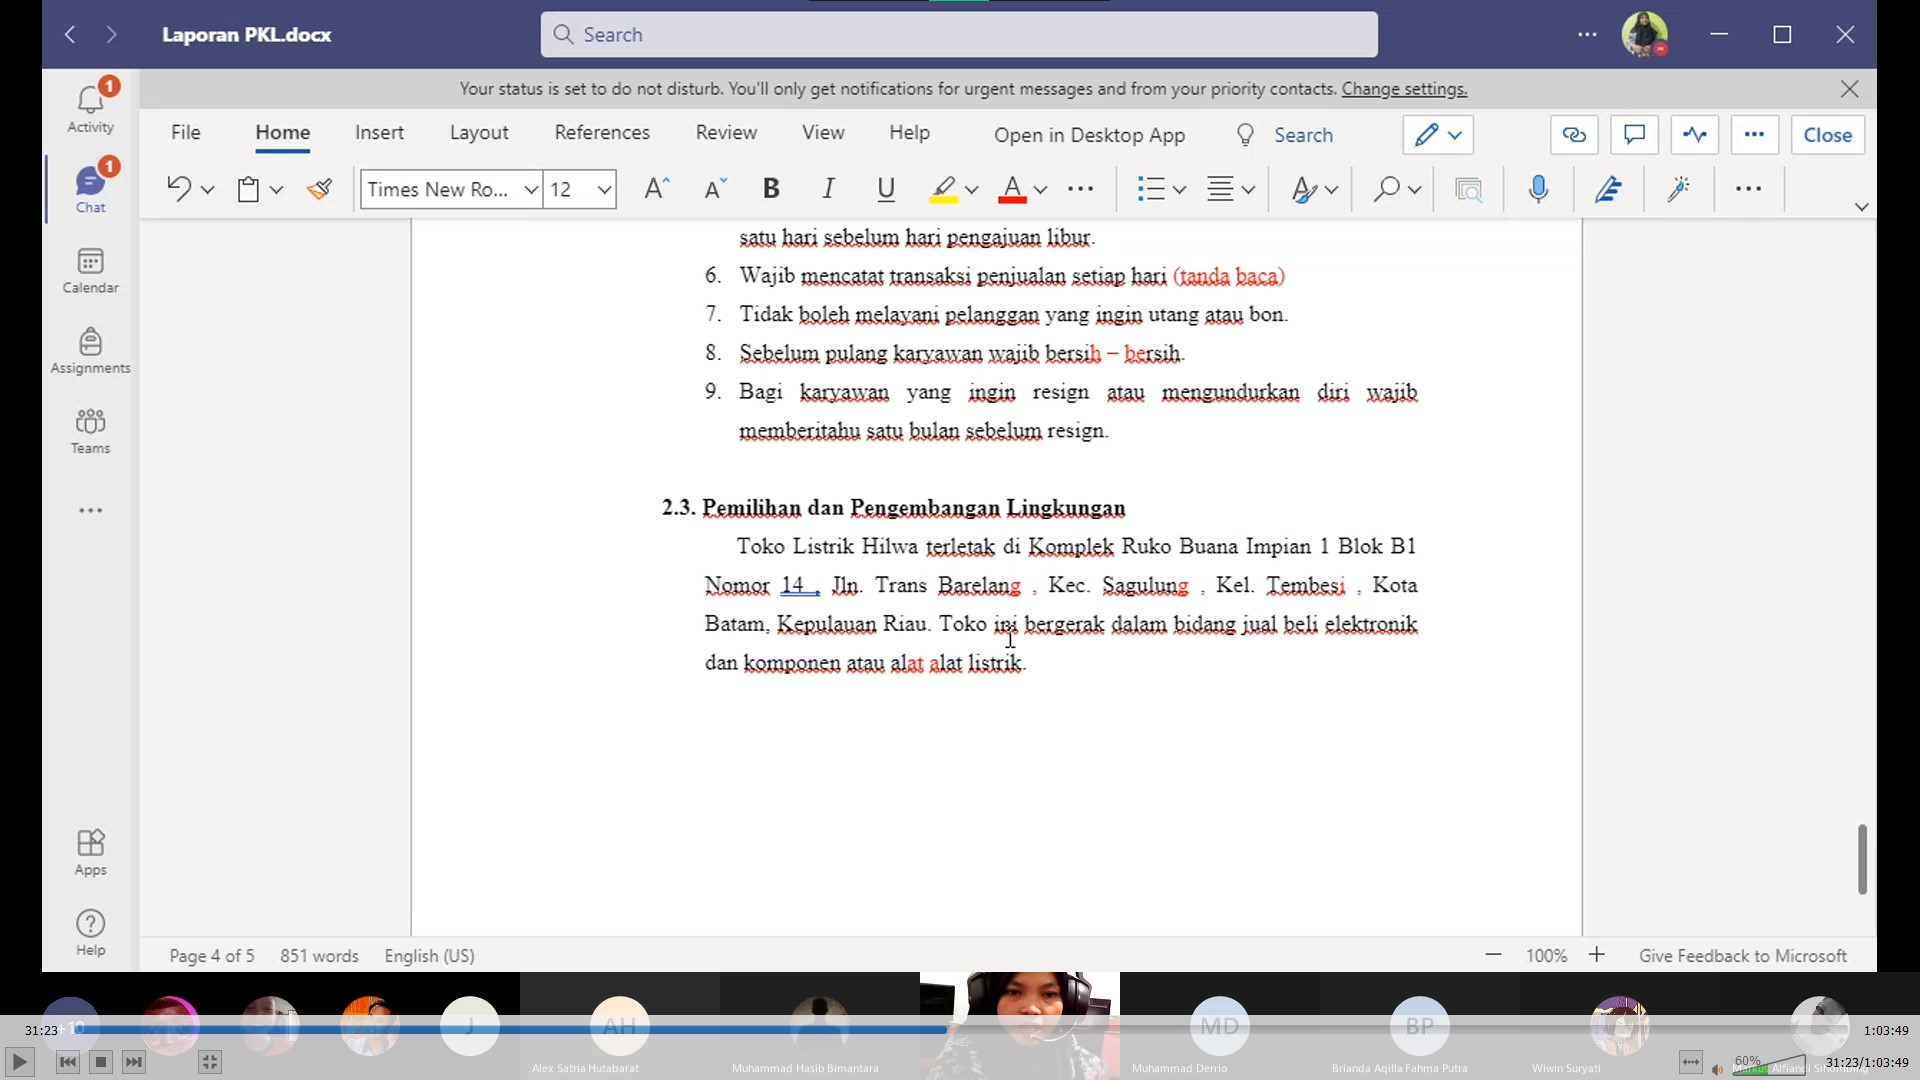 Laporan PKL.docx
Search
Your status is set to do not disturb. You'll only get notifications for urgent messages and from your priority contacts. Change settings.
1
Activity
1
Chat
Calendar
Assignments
Teams
Apps
Help
File Home Insert Layout References Review View Help Open in Desktop App Search Close
Times New Ro... 12
satu hari sebelum hari pengajuan libur.
6. Wajib mencatat transaksi penjualan setiap hari (tanda baca)
7. Tidak boleh melayani pelanggan yang ingin utang atau bon.
8. Sebelum pulang karyawan wajib bersih – bersih.
9. Bagi karyawan yang ingin resign atau mengundurkan diri wajib
memberitahu satu bulan sebelum resign.
2.3. Pemilihan dan Pengembangan Lingkungan
Toko Listrik Hilwa terletak di Komplek Ruko Buana Impian 1 Blok B1
Nomor 14 , Jln. Trans Barelang , Kec. Sagulung , Kel. Tembesi , Kota
Batam, Kepulauan Riau. Toko ini bergerak dalam bidang jual beli elektronik
dan komponen atau alat alat listrik.
Page 4 of 5 851 words English (US) 100% Give Feedback to Microsoft
+10 J AH MD BP
31:23 1:03:49
Alex Satria Hutabarat Muhammad Hasib Bimantara Muhammad Derrio Brianda Aqilla Fahma Putra Wiwin Suryati
60% 31:23/1:03:49